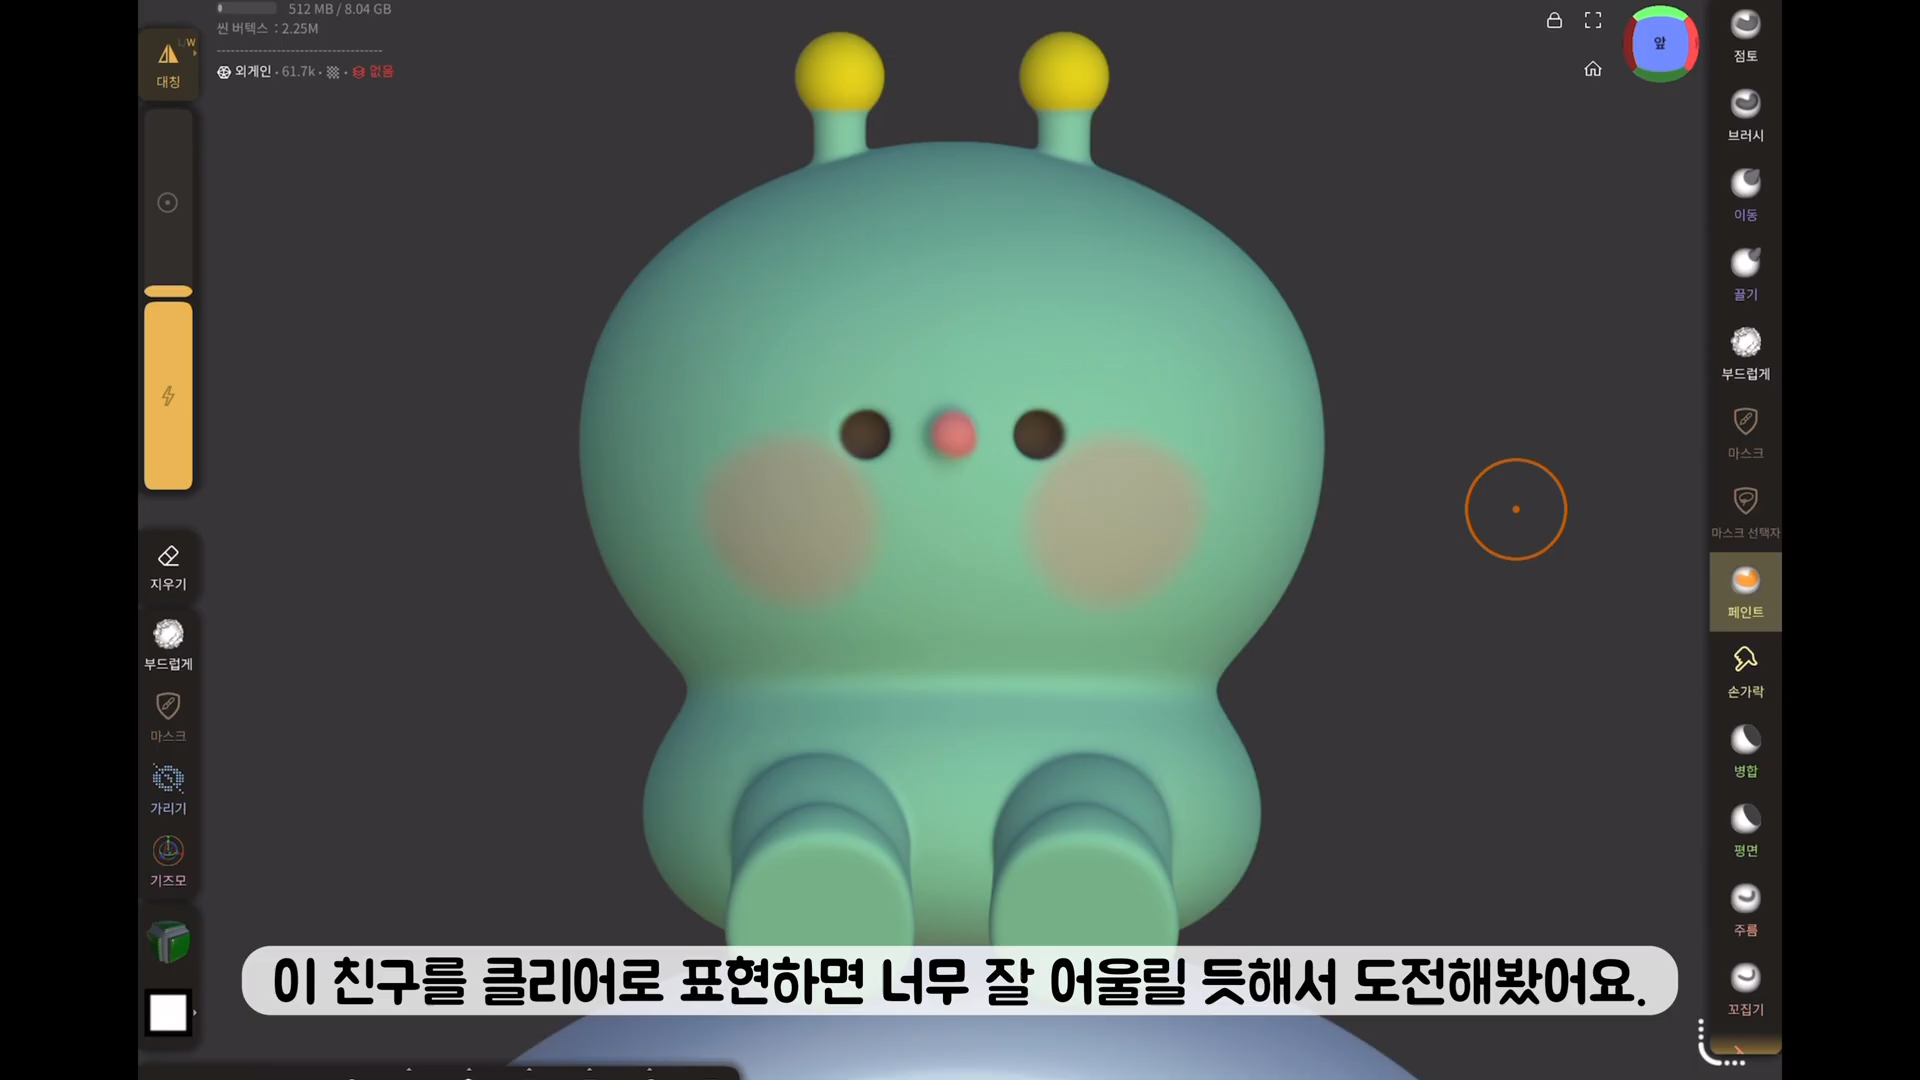 512 MB / 8.04 GB
씬 버텍스 : 2.25M
-----------------------------------
외게인 • 61.7k • • 없몸
L/W
대칭
지우기
부드럽게
마스크
가리기
기즈모
앞
점토
브러시
이동
끌기
부드럽게
마스크
마스크 선택자
페인트
손가락
병합
평면
주름
꼬집기
이 친구를 클리어로 표현하면 너무 잘 어울릴 듯해서 도전해봤어요.